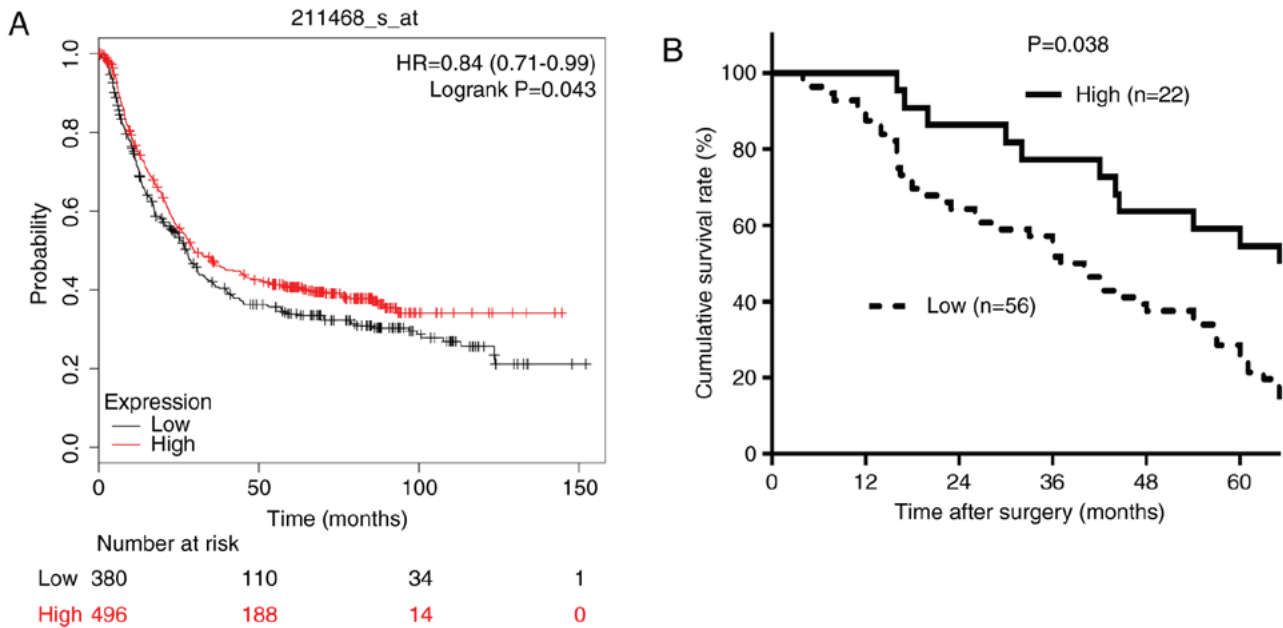 A
211468_s_at
HR=0.84 (0.71-0.99)
Logrank P=0.043
Probability
1.0
0.8
0.6
0.4
0.2
0.0
Expression
Low
High
0 50 100 150
Time (months)
Number at risk
Low 380 110 34 1
High 496 188 14 0
B
P=0.038
High (n=22)
Low (n=56)
Cumulative survival rate (%)
100
80
60
40
20
0
0 12 24 36 48 60
Time after surgery (months)